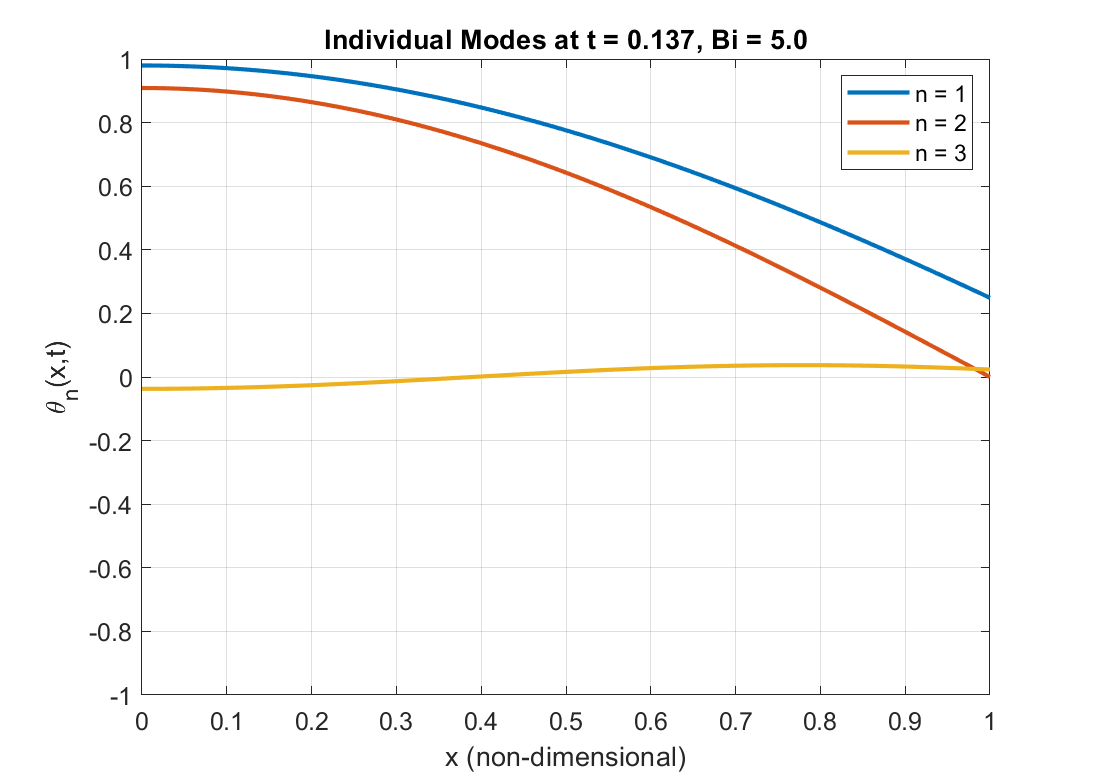 Individual Modes at t = 0.137, Bi = 5.0
n = 1
n = 2
n = 3
θn(x,t)
1
0.8
0.6
0.4
0.2
0
-0.2
-0.4
-0.6
-0.8
-1
0 0.1 0.2 0.3 0.4 0.5 0.6 0.7 0.8 0.9 1
x (non-dimensional)